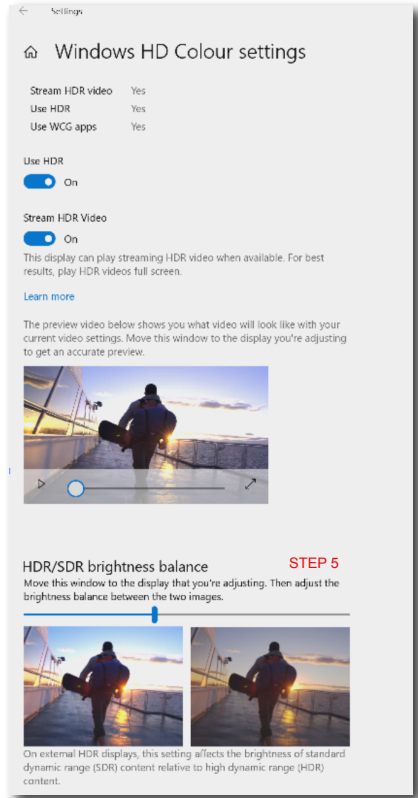 Settings
Windows HD Colour settings
Stream HDR video Yes
Use HDR Yes
Use WCG apps Yes
Use HDR
On
Stream HDR Video
On
This display can play streaming HDR video when available. For best
results, play HDR videos full screen.
Learn more
The preview video below shows you what video will look like with your
current video settings. Move this window to the display you're adjusting
to get an accurate preview.
HDR/SDR brightness balance STEP 5
Move this window to the display that you're adjusting. Then adjust the
brightness balance between the two images.
On external HDR displays, this setting affects the brightness of standard
dynamic range (SDR) content relative to high dynamic range (HDR)
content.